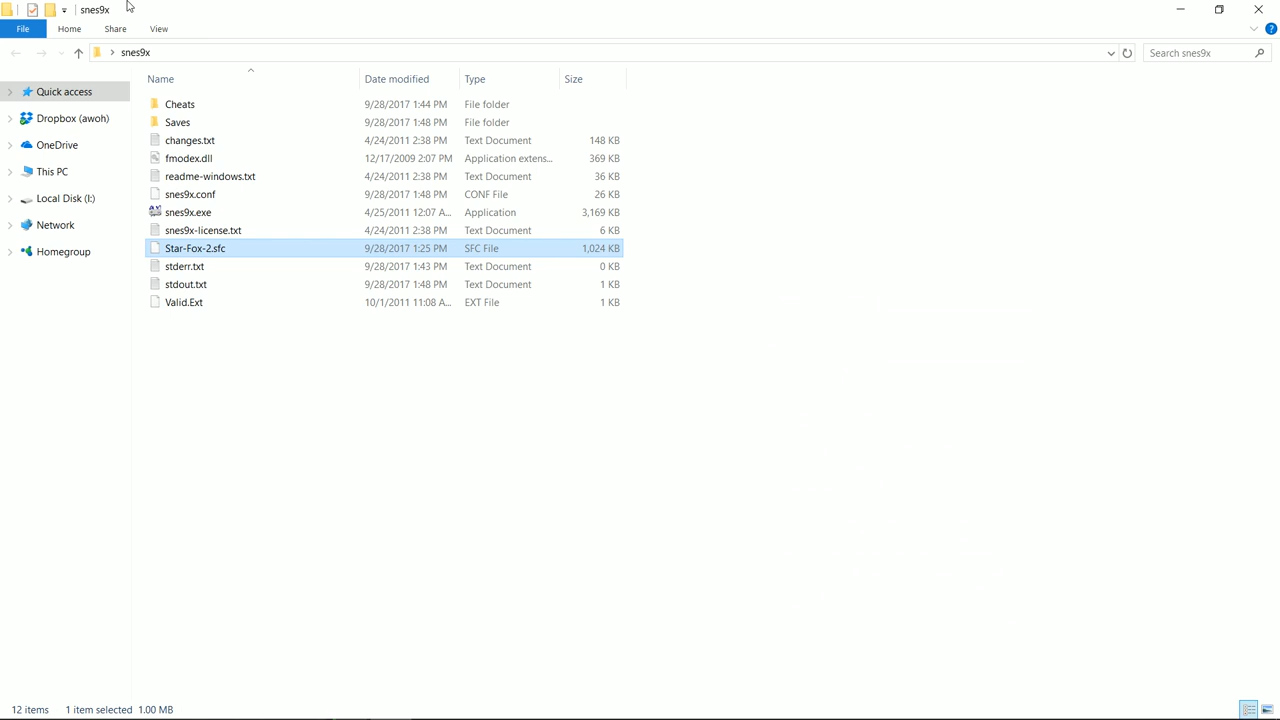 snes9x
File Home Share View
snes9x Search snes9x
Name Date modified Type Size
Quick access
Dropbox (awoh)
OneDrive
This PC
Local Disk (I:)
Network
Homegroup
Cheats 9/28/2017 1:44 PM File folder
Saves 9/28/2017 1:48 PM File folder
changes.txt 4/24/2011 2:38 PM Text Document 148 KB
fmodex.dll 12/17/2009 2:07 PM Application extens... 369 KB
readme-windows.txt 4/24/2011 2:38 PM Text Document 36 KB
snes9x.conf 9/28/2017 1:48 PM CONF File 26 KB
snes9x.exe 4/25/2011 12:07 A... Application 3,169 KB
snes9x-license.txt 4/24/2011 2:38 PM Text Document 6 KB
Star-Fox-2.sfc 9/28/2017 1:25 PM SFC File 1,024 KB
stderr.txt 9/28/2017 1:43 PM Text Document 0 KB
stdout.txt 9/28/2017 1:48 PM Text Document 1 KB
Valid.Ext 10/1/2011 11:08 A... EXT File 1 KB
12 items 1 item selected 1.00 MB